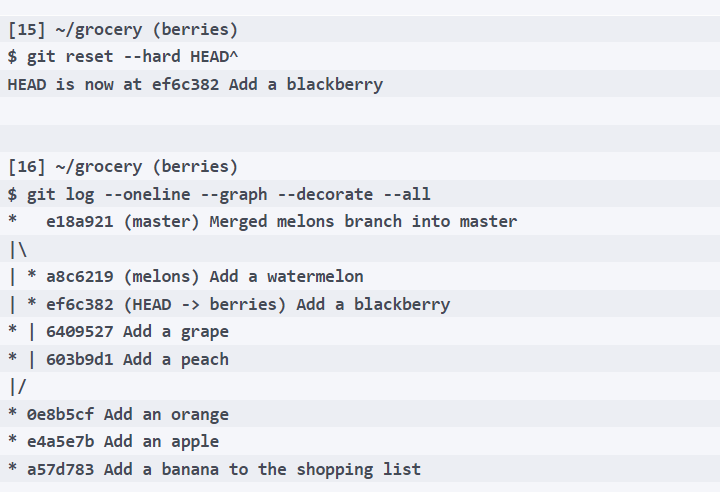 [15] ~/grocery (berries)
$ git reset --hard HEAD^
HEAD is now at ef6c382 Add a blackberry
[16] ~/grocery (berries)
$ git log --oneline --graph --decorate --all
*   e18a921 (master) Merged melons branch into master
|\
| * a8c6219 (melons) Add a watermelon
| * ef6c382 (HEAD -> berries) Add a blackberry
* | 6409527 Add a grape
* | 603b9d1 Add a peach
|/
* 0e8b5cf Add an orange
* e4a5e7b Add an apple
* a57d783 Add a banana to the shopping list